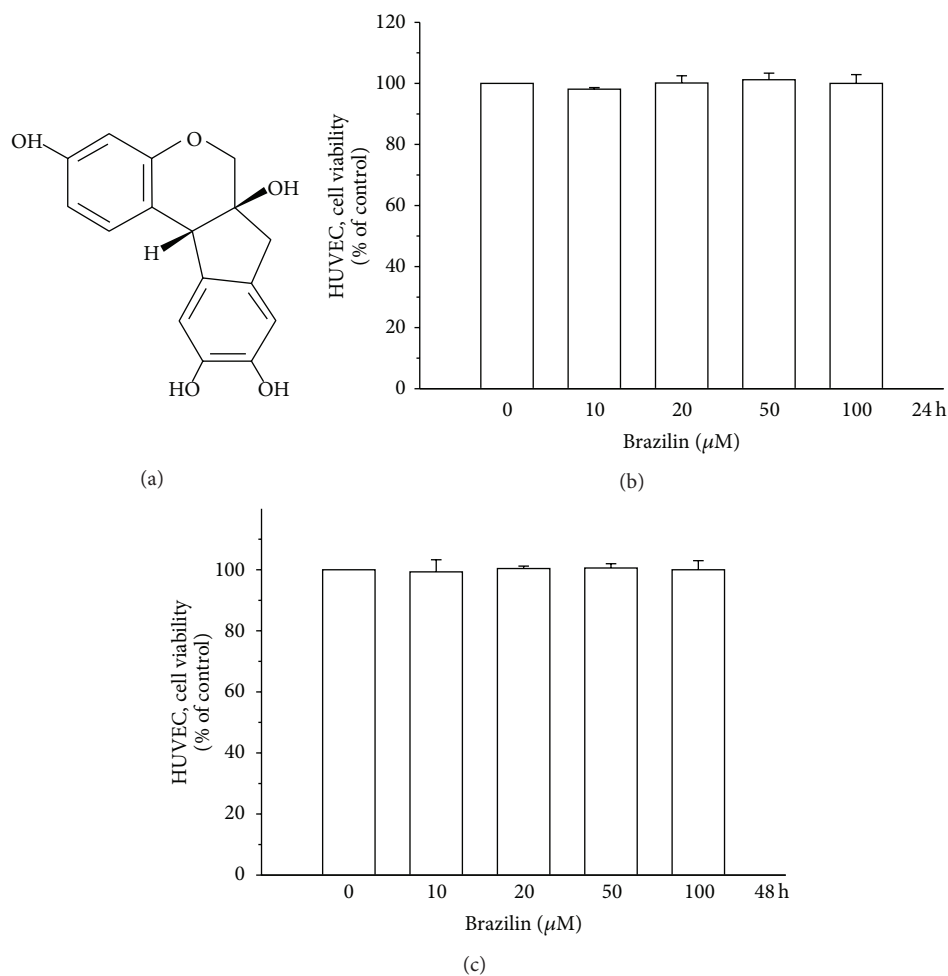 OH
O
OH
H
HO
OH
(a)
120
100
80
60
40
20
0
HUVEC, cell viability
(% of control)
0 10 20 50 100 24 h
Brazilin (μM)
(b)
100
80
60
40
20
0
HUVEC, cell viability
(% of control)
0 10 20 50 100 48 h
Brazilin (μM)
(c)